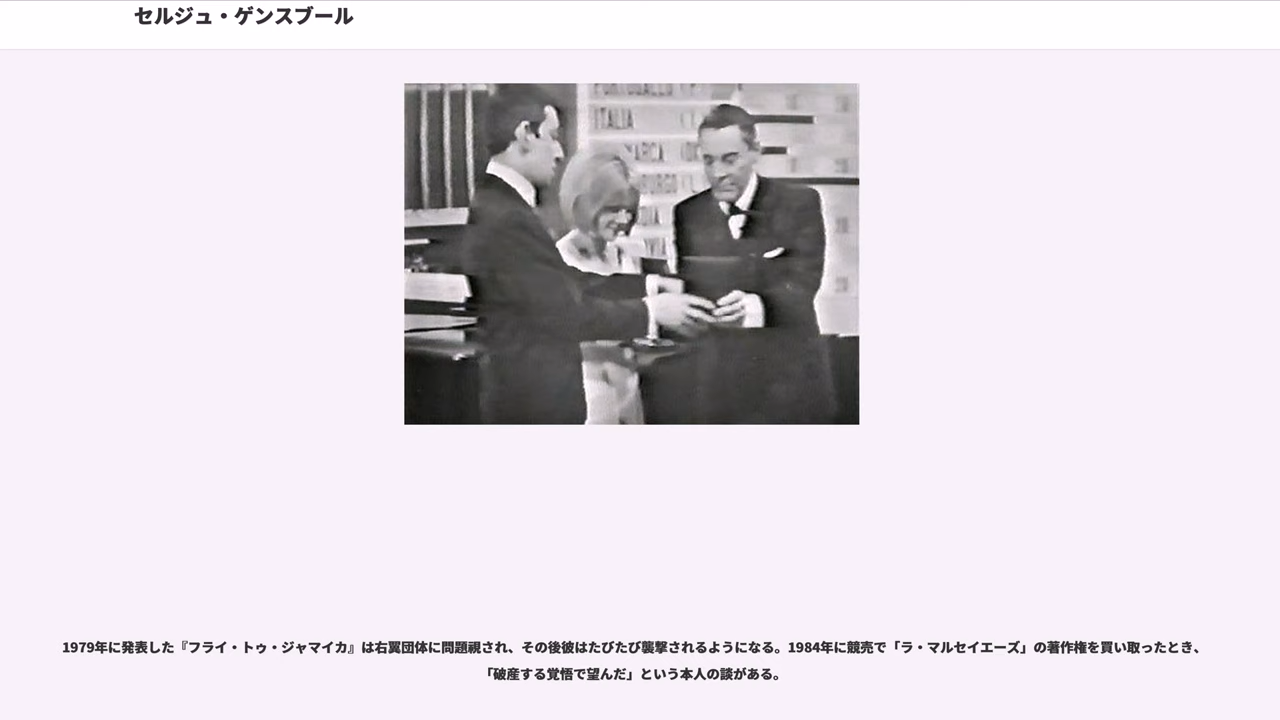 セルジュ・ゲンスブール
ITALIA
1979年に発表した『フライ・トゥ・ジャマイカ』は右翼団体に問題視され、その後彼はたびたび襲撃されるようになる。1984年に競売で「ラ・マルセイエーズ」の著作権を買い取ったとき、
「破産する覚悟で望んだ」という本人の談がある。